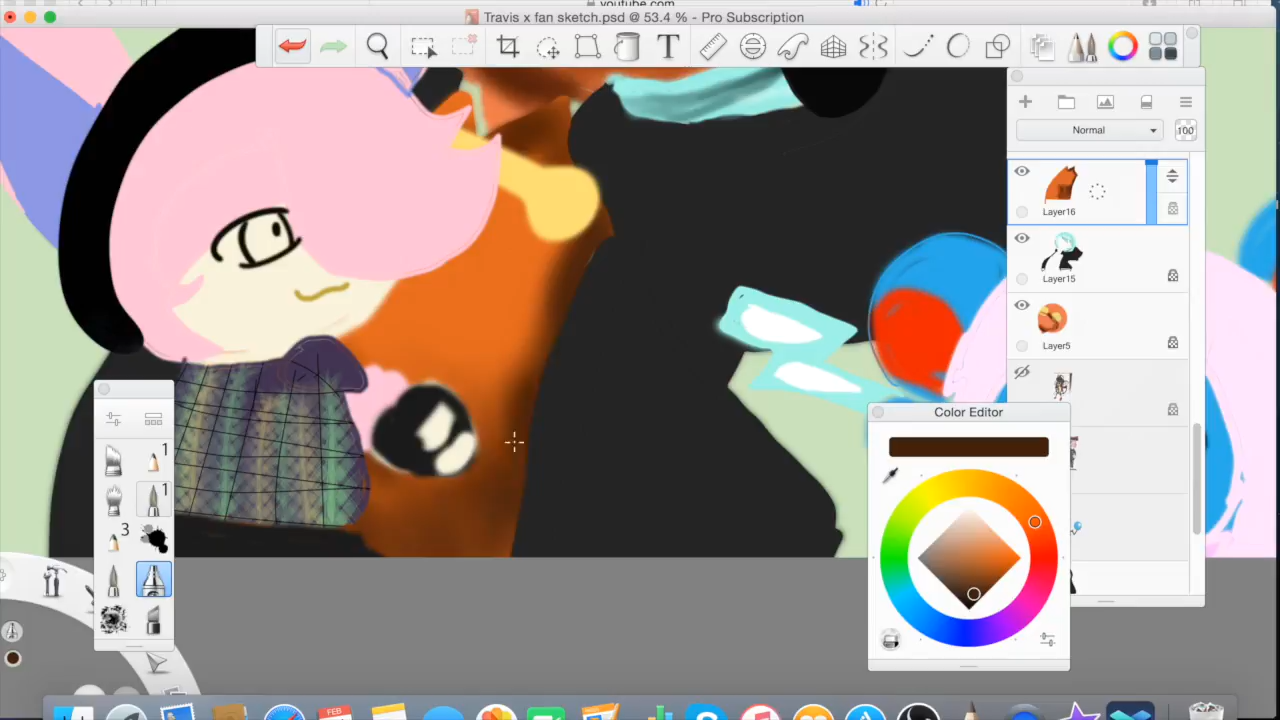 youtube.com
Travis x fan sketch.psd @ 53.4 % - Pro Subscription
T
Normal
100
Layer16
Layer15
Layer5
1
1
3
Color Editor
FEB